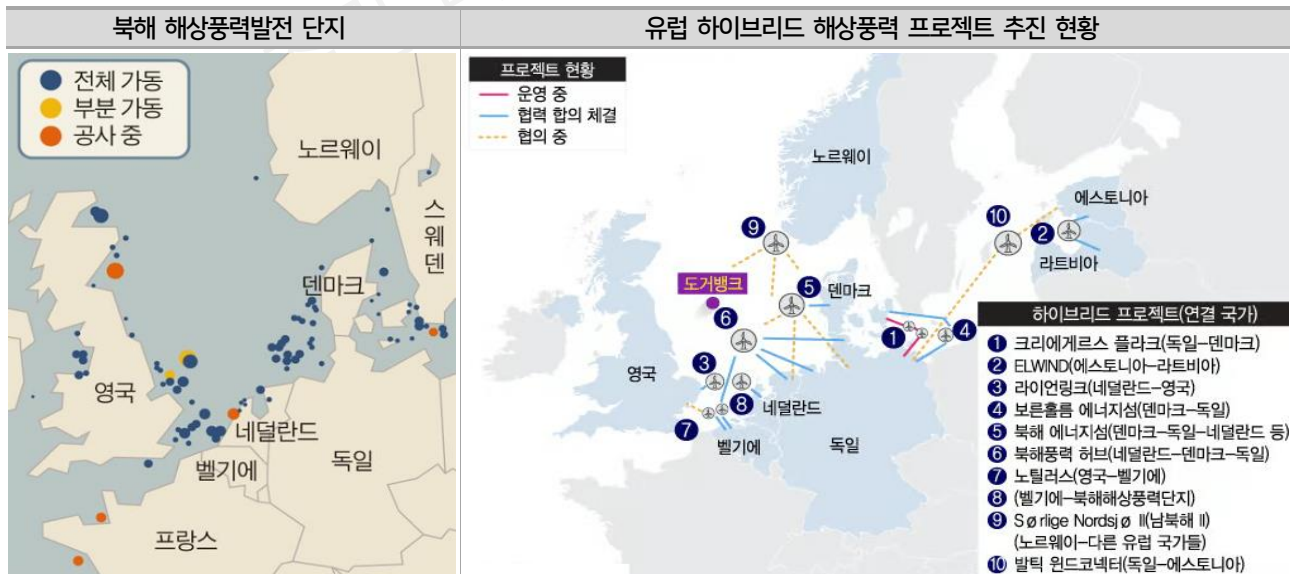 북해 해상풍력발전 단지
유럽 하이브리드 해상풍력 프로젝트 추진 현황
전체 가동
부분 가동
공사 중
노르웨이
스웨덴
덴마크
영국
네덜란드
벨기에
독일
프랑스
프로젝트 현황
운영 중
협력 합의 체결
협의 중
노르웨이
에스토니아
9
10
2
라트비아
도거뱅크
5
덴마크
6
1
4
영국
3
8
네덜란드
7
벨기에
독일
하이브리드 프로젝트(연결 국가)
1 크리에게르스 플라크(독일-덴마크)
2 ELWIND(에스토니아-라트비아)
3 라이언링크(네덜란드-영국)
4 보른홀름 에너지섬(덴마크-독일)
5 북해 에너지섬(덴마크-독일-네덜란드 등)
6 북해풍력 허브(네덜란드-덴마크-독일)
7 노틸러스(영국-벨기에)
8 (벨기에-북해해상풍력단지)
9 Sørlige Nordsjø II(남북해 II)
(노르웨이-다른 유럽 국가들)
10 발틱 윈드코넥터(독일-에스토니아)